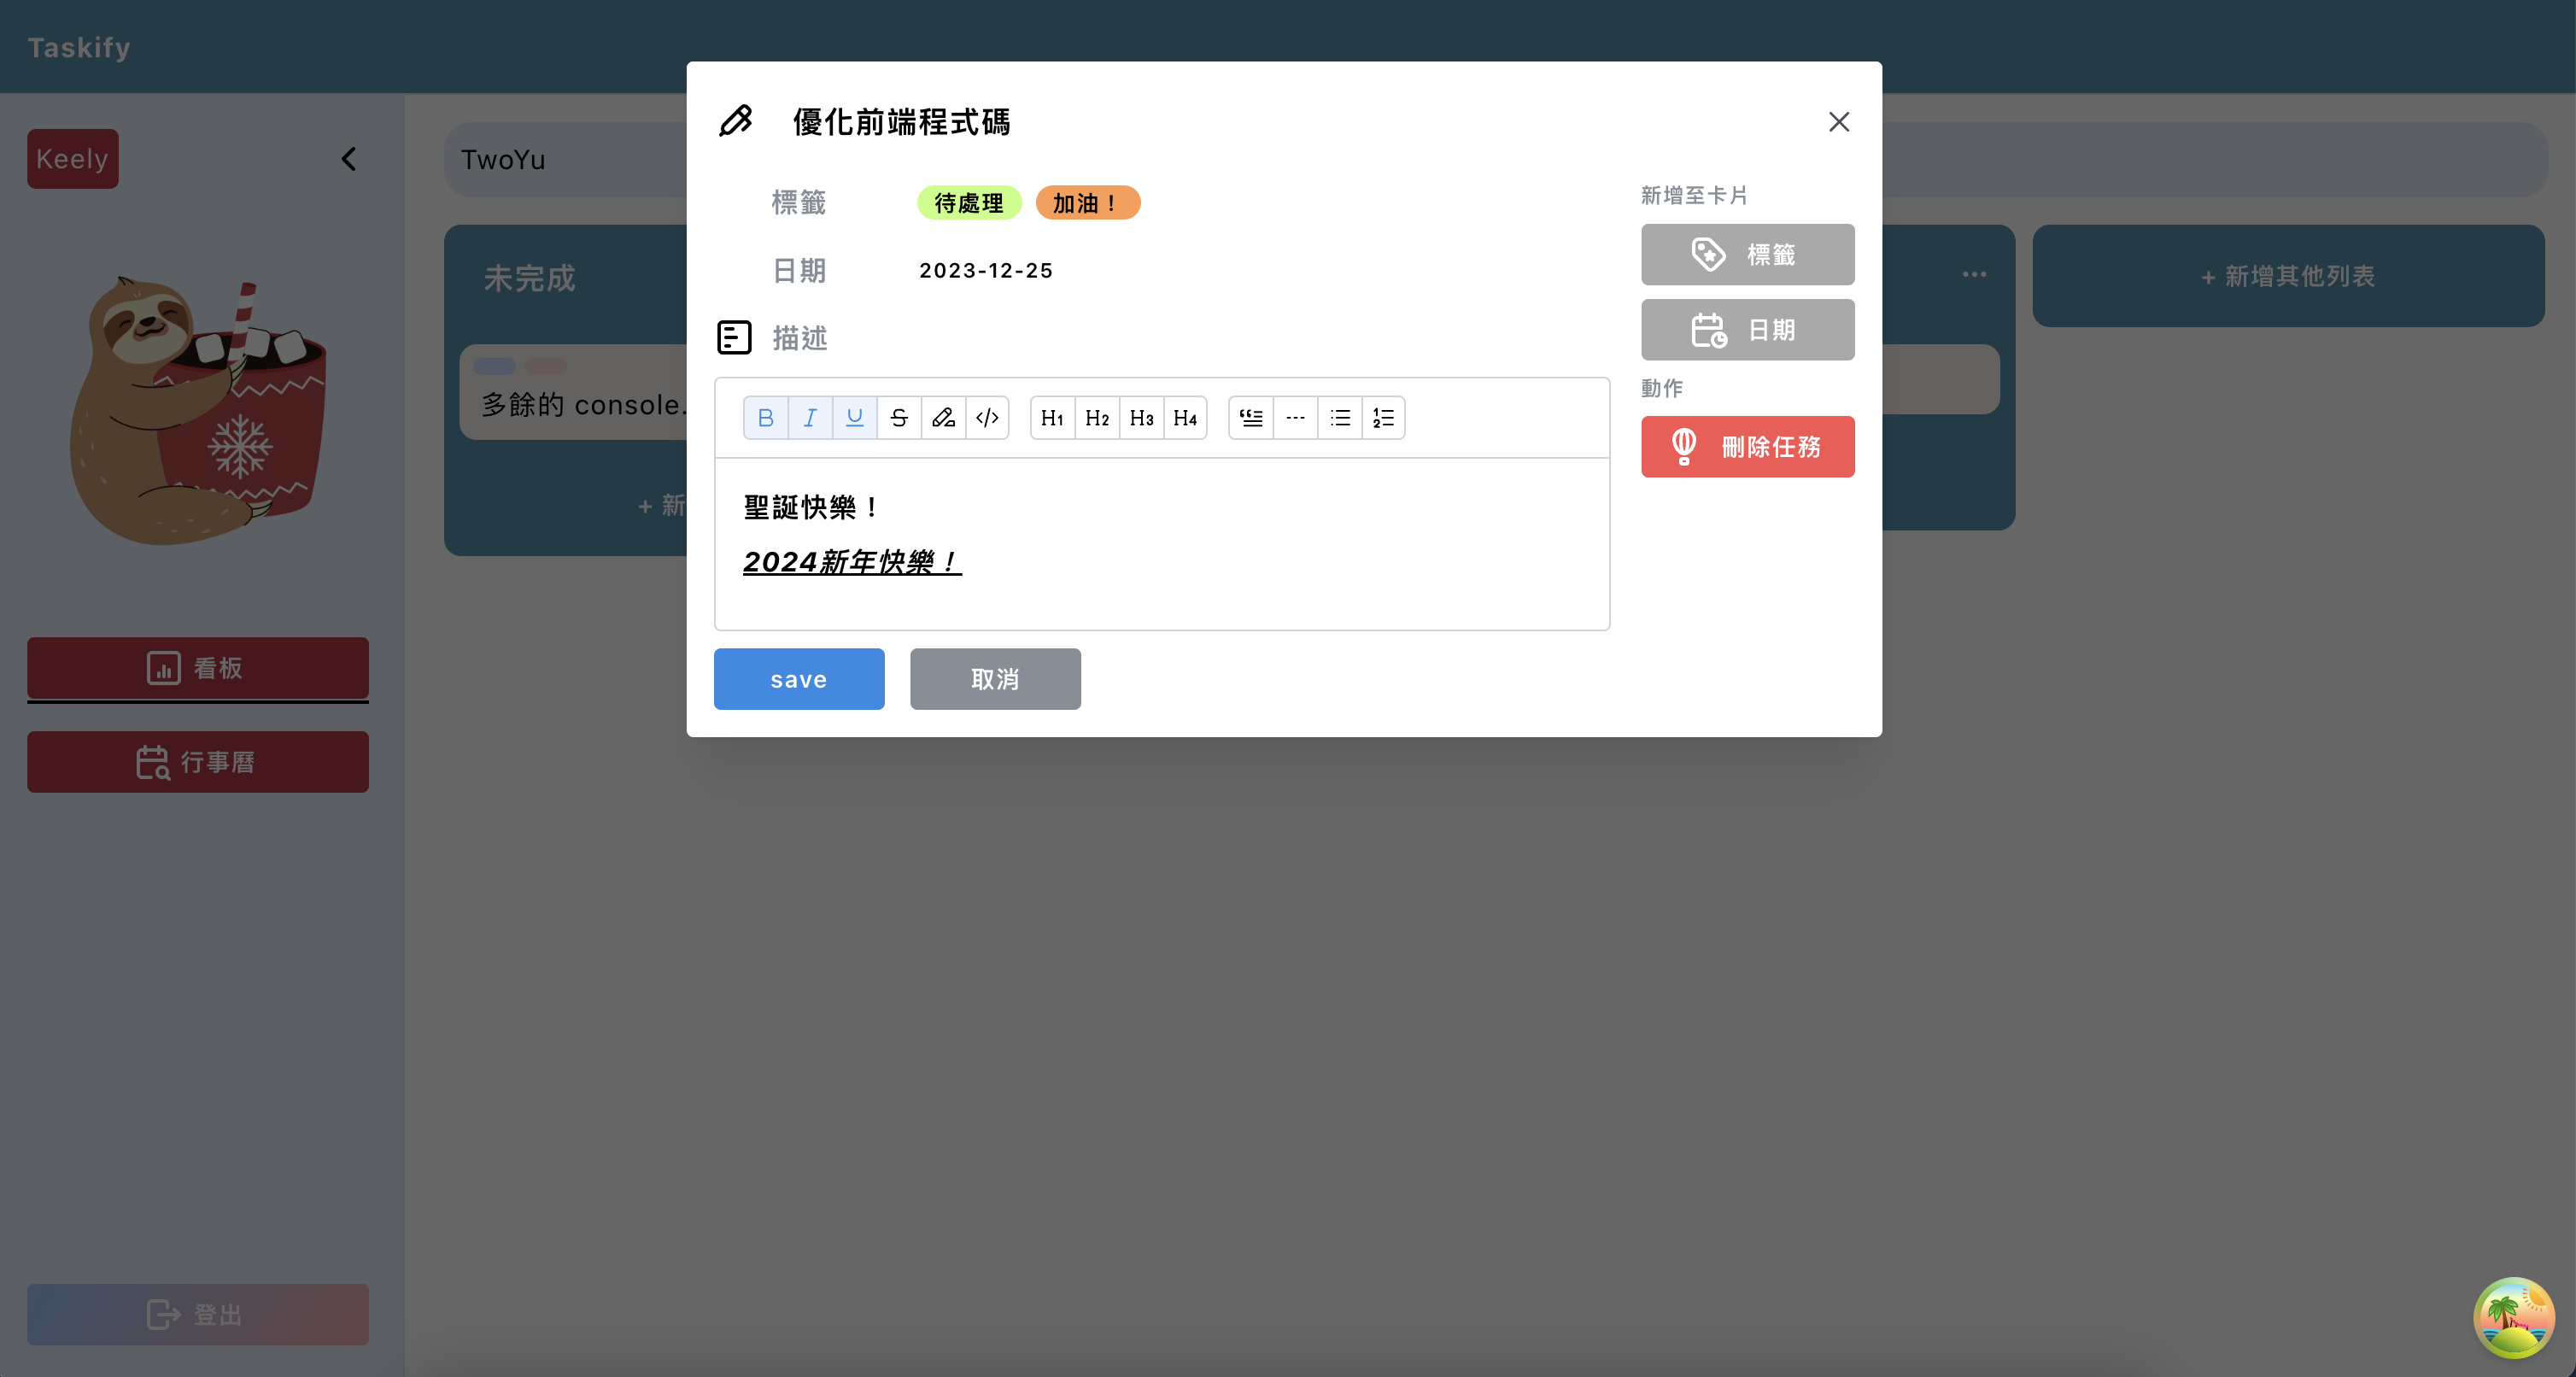 Taskify
Keely
TwoYu
未完成
多餘的 console.
+ 新
+ 新增其他列表
看板
行事曆
登出
優化前端程式碼
標籤
待處理
加油！
日期
2023-12-25
描述
B I U S </> H1 H2 H3 H4
聖誕快樂！
2024新年快樂！
save
取消
新增至卡片
標籤
日期
動作
刪除任務